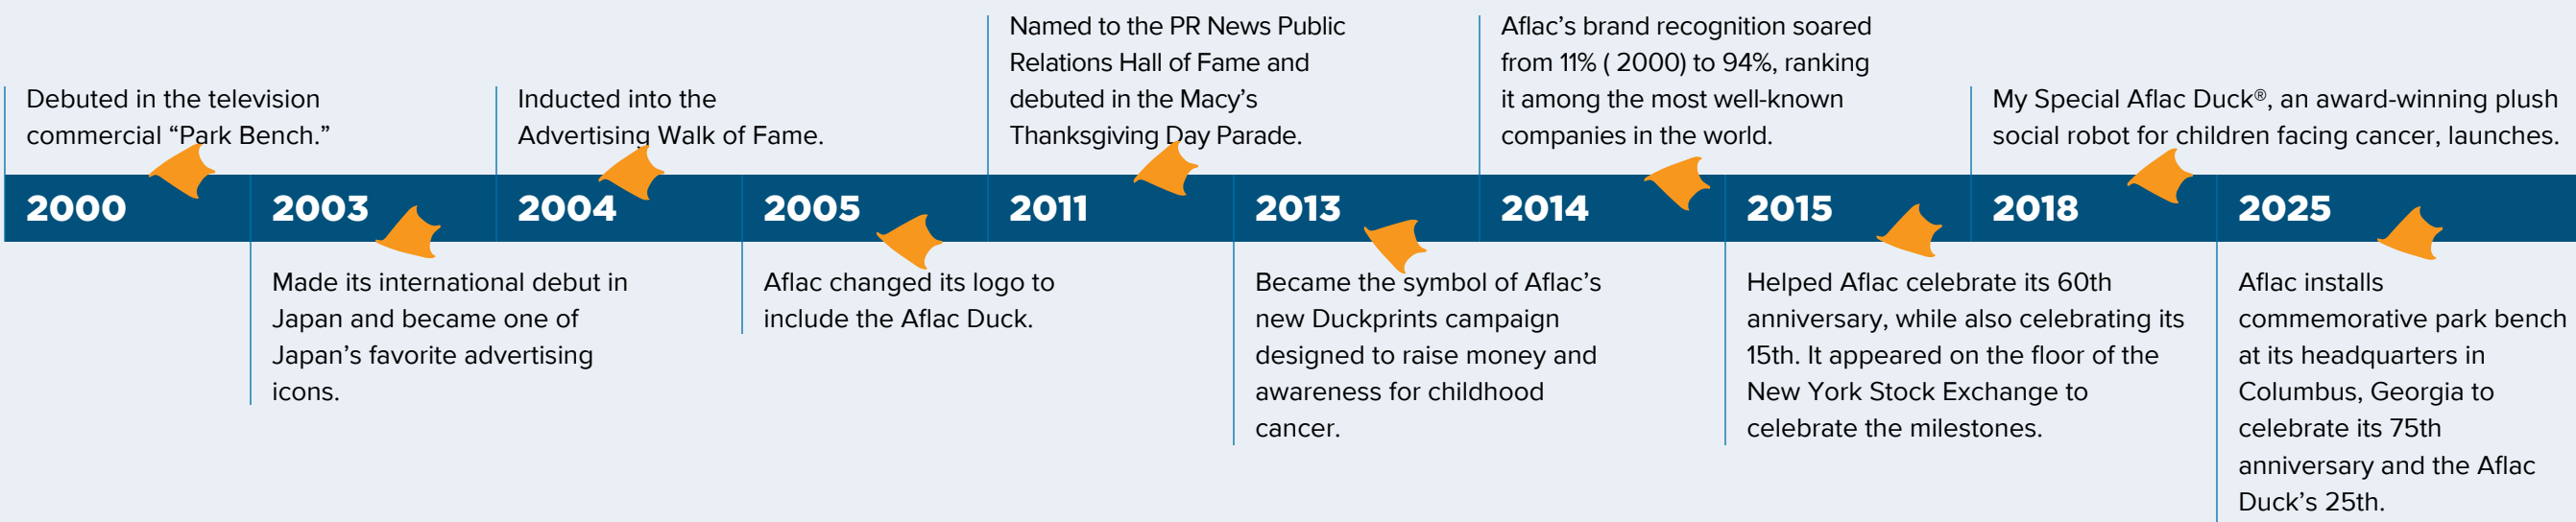 2000
Debuted in the television
commercial “Park Bench.”
2003
Made its international debut in
Japan and became one of
Japan’s favorite advertising
icons.
2004
Inducted into the
Advertising Walk of Fame.
2005
Aflac changed its logo to
include the Aflac Duck.
2011
Named to the PR News Public
Relations Hall of Fame and
debuted in the Macy’s
Thanksgiving Day Parade.
2013
Became the symbol of Aflac’s
new Duckprints campaign
designed to raise money and
awareness for childhood
cancer.
2014
Aflac’s brand recognition soared
from 11% ( 2000) to 94%, ranking
it among the most well-known
companies in the world.
2015
Helped Aflac celebrate its 60th
anniversary, while also celebrating its
15th. It appeared on the floor of the
New York Stock Exchange to
celebrate the milestones.
2018
My Special Aflac Duck®, an award-winning plush
social robot for children facing cancer, launches.
2025
Aflac installs
commemorative park bench
at its headquarters in
Columbus, Georgia to
celebrate its 75th
anniversary and the Aflac
Duck’s 25th.